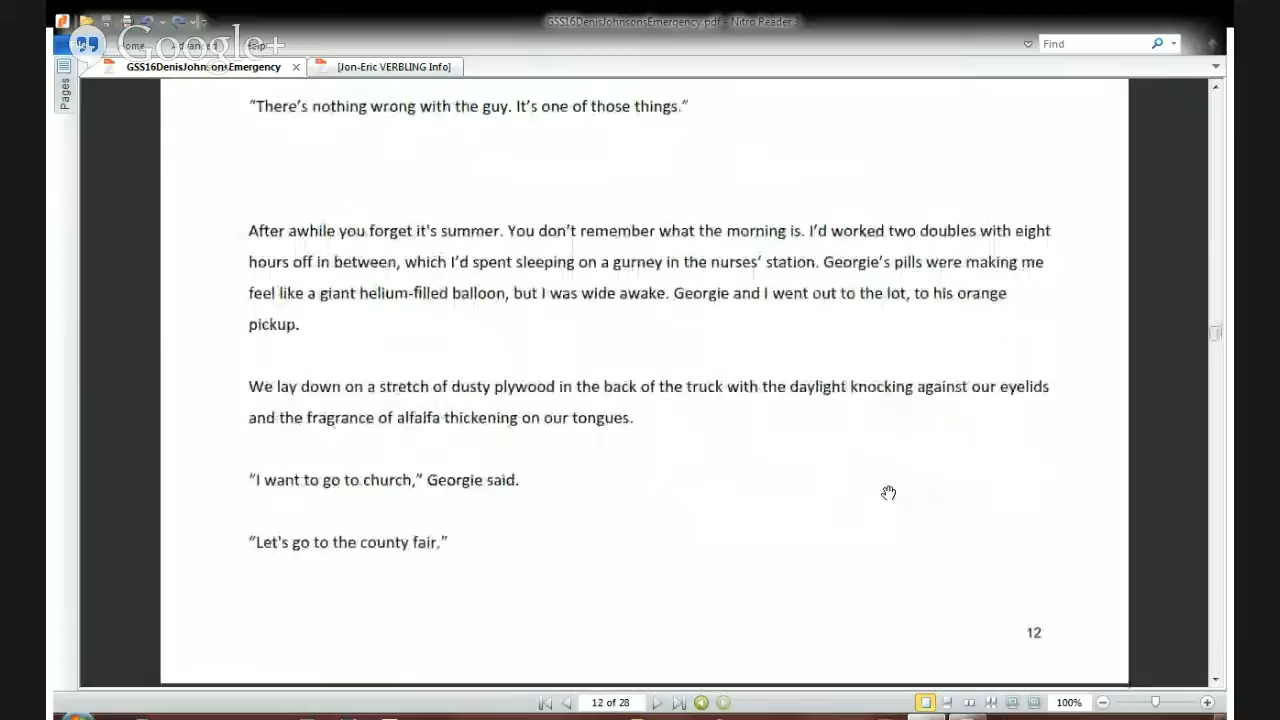 GSS16DenisJohnsonsEmergency.pdf - Nitro Reader 3
Google+
Help
Find
GSS16DenisJohnsonsEmergency
[Jon-Eric VERBLING Info]
Pages
“There’s nothing wrong with the guy. It’s one of those things.”
After awhile you forget it's summer. You don’t remember what the morning is. I’d worked two doubles with eight
hours off in between, which I’d spent sleeping on a gurney in the nurses’ station. Georgie’s pills were making me
feel like a giant helium-filled balloon, but I was wide awake. Georgie and I went out to the lot, to his orange
pickup.
We lay down on a stretch of dusty plywood in the back of the truck with the daylight knocking against our eyelids
and the fragrance of alfalfa thickening on our tongues.
“I want to go to church,” Georgie said.
“Let's go to the county fair.”
12
12 of 28
100%